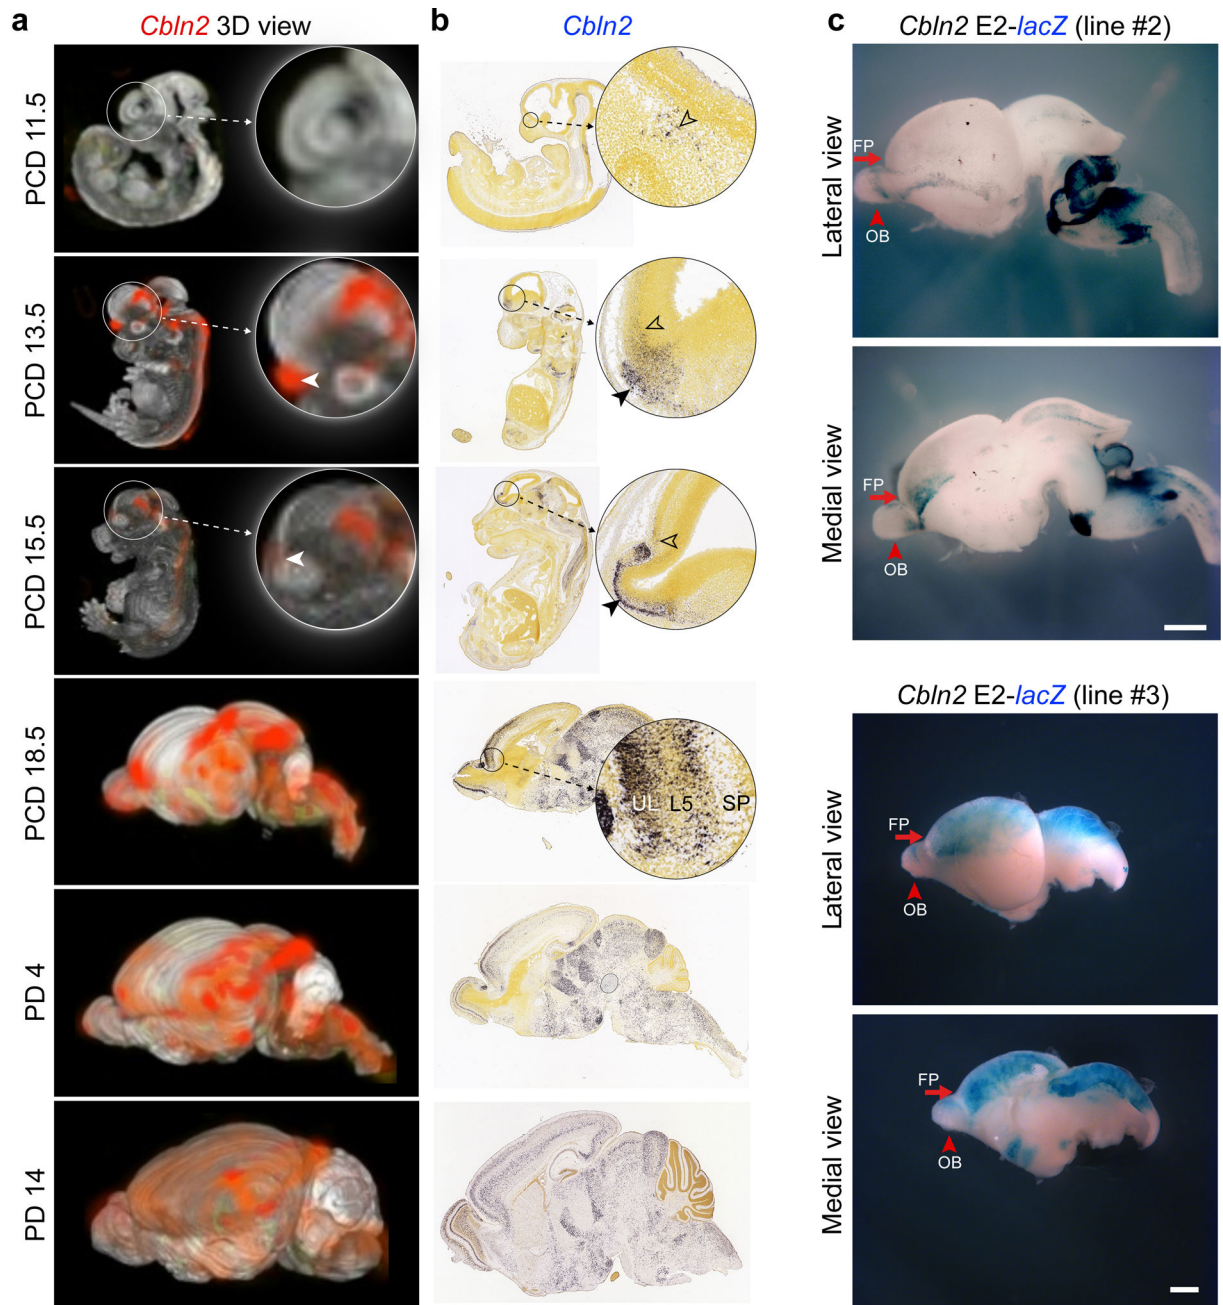 a
Cbln2 3D view
b
Cbln2
c
Cbln2 E2-lacZ (line #2)
PCD 11.5
PCD 13.5
PCD 15.5
PCD 18.5
UL L5 SP
PD 4
PD 14
Lateral view
FP
OB
Medial view
FP
OB
Cbln2 E2-lacZ (line #3)
Lateral view
FP
OB
Medial view
FP
OB